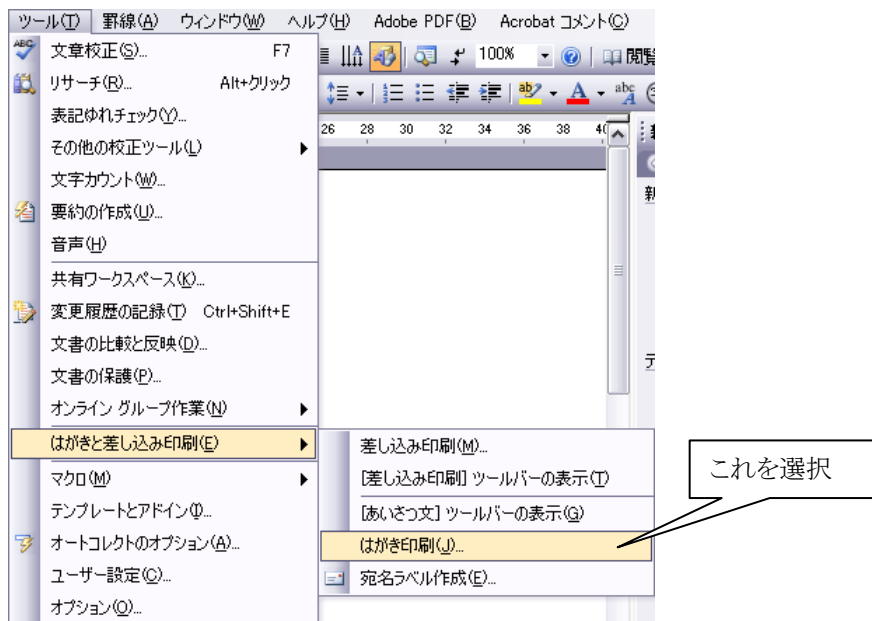 ツール(T) 罫線(A) ウィンドウ(W) ヘルプ(H) Adobe PDF(B) Acrobat コメント(C)
文章校正(S)... F7
100%
リサーチ(R)... Alt+クリック
表記ゆれチェック(Y)...
26 28 30 32 34 36 38
その他の校正ツール(L)
文字カウント(W)...
要約の作成(U)...
音声(H)
共有ワークスペース(K)...
変更履歴の記録(T) Ctrl+Shift+E
文書の比較と反映(D)...
文書の保護(P)...
オンライン グループ作業(N)
はがきと差し込み印刷(E)
マクロ(M)
テンプレートとアドイン(I)...
オートコレクトのオプション(A)...
ユーザー設定(C)...
オプション(O)...
差し込み印刷(M)...
[差し込み印刷] ツールバーの表示(T)
[あいさつ文] ツールバーの表示(G)
はがき印刷(J)...
宛名ラベル作成(E)...
これを選択